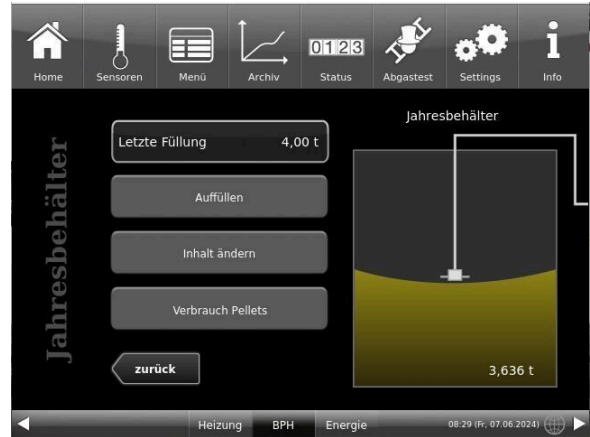 0123
Home Sensoren Menü Archiv Status Abgastest Settings Info
Jahresbehälter
Jahresbehälter
Letzte Füllung 4,00 t
Auffüllen
Inhalt ändern
Verbrauch Pellets
zurück
3,636 t
Heizung BPH Energie 08:29 (Fr, 07.06.2024)